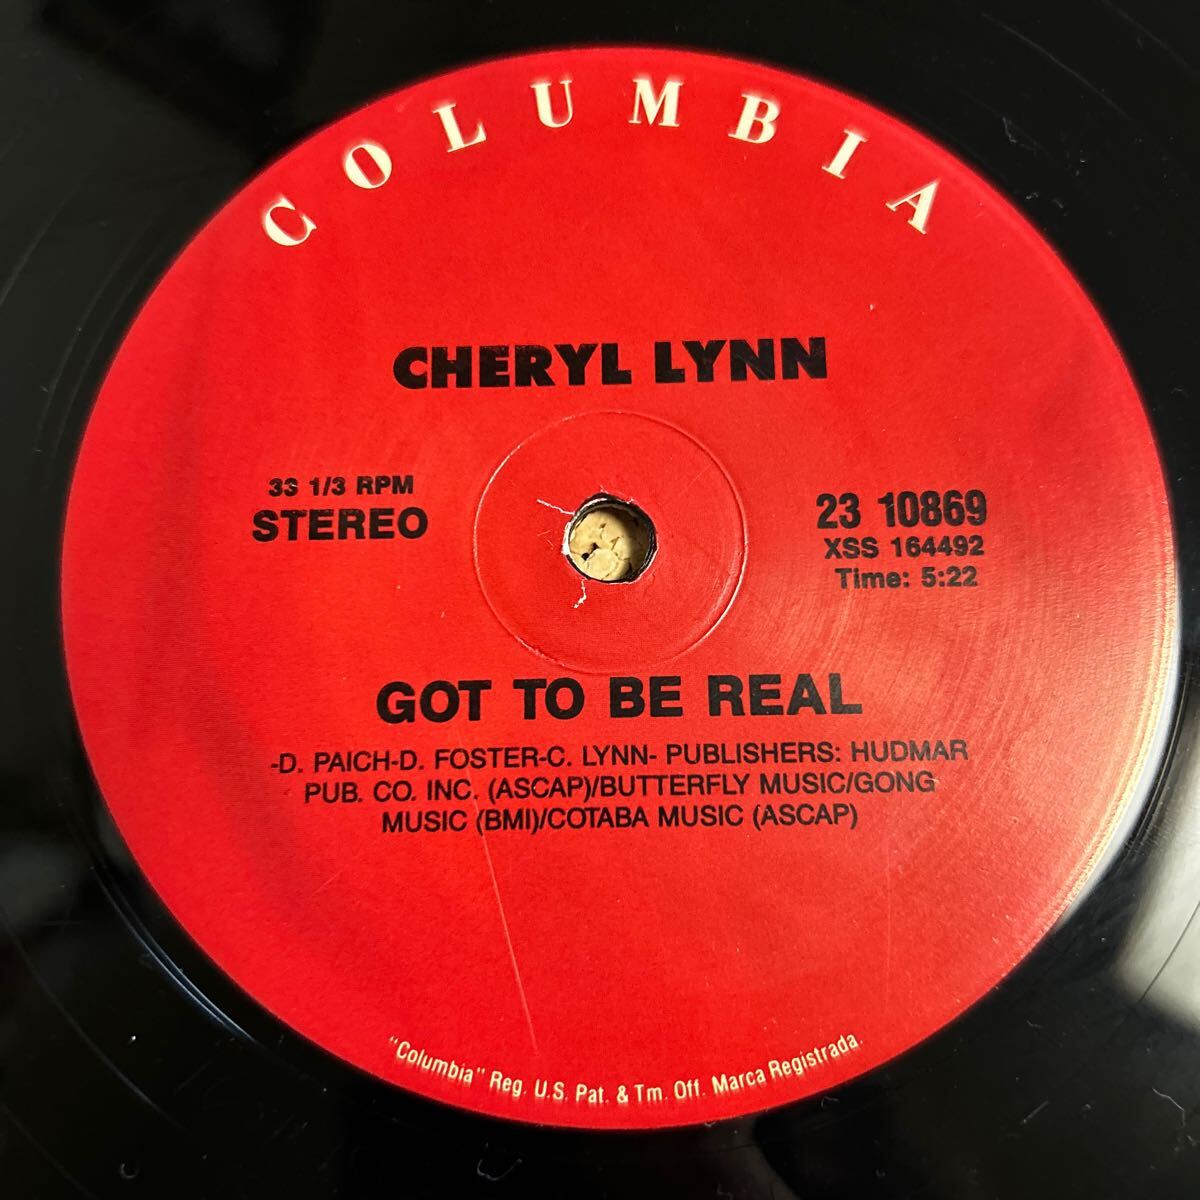 COLUMBIA
CHERYL LYNN
33 1/3 RPM
STEREO
23 10869
XSS 164492
Time: 5:22
GOT TO BE REAL
-D. PAICH-D. FOSTER-C. LYNN- PUBLISHERS: HUDMAR
PUB. CO. INC. (ASCAP)/BUTTERFLY MUSIC/GONG
MUSIC (BMI)/COTABA MUSIC (ASCAP)
"Columbia" Reg. U.S. Pat. & Tm. Off. Marca Registrada.